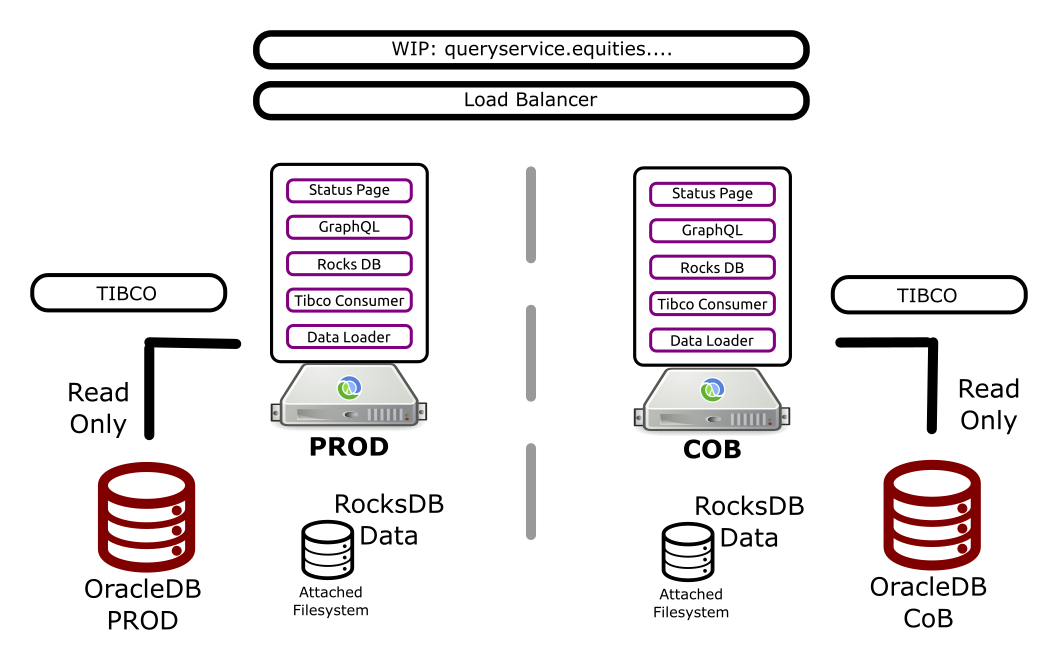 WIP: queryservice.equities....
Load Balancer
Status Page
GraphQL
Rocks DB
Tibco Consumer
Data Loader
PROD
TIBCO
Read
Only
OracleDB
PROD
RocksDB
Data
Attached
Filesystem
Status Page
GraphQL
Rocks DB
Tibco Consumer
Data Loader
COB
TIBCO
Read
Only
RocksDB
Data
Attached
Filesystem
OracleDB
CoB